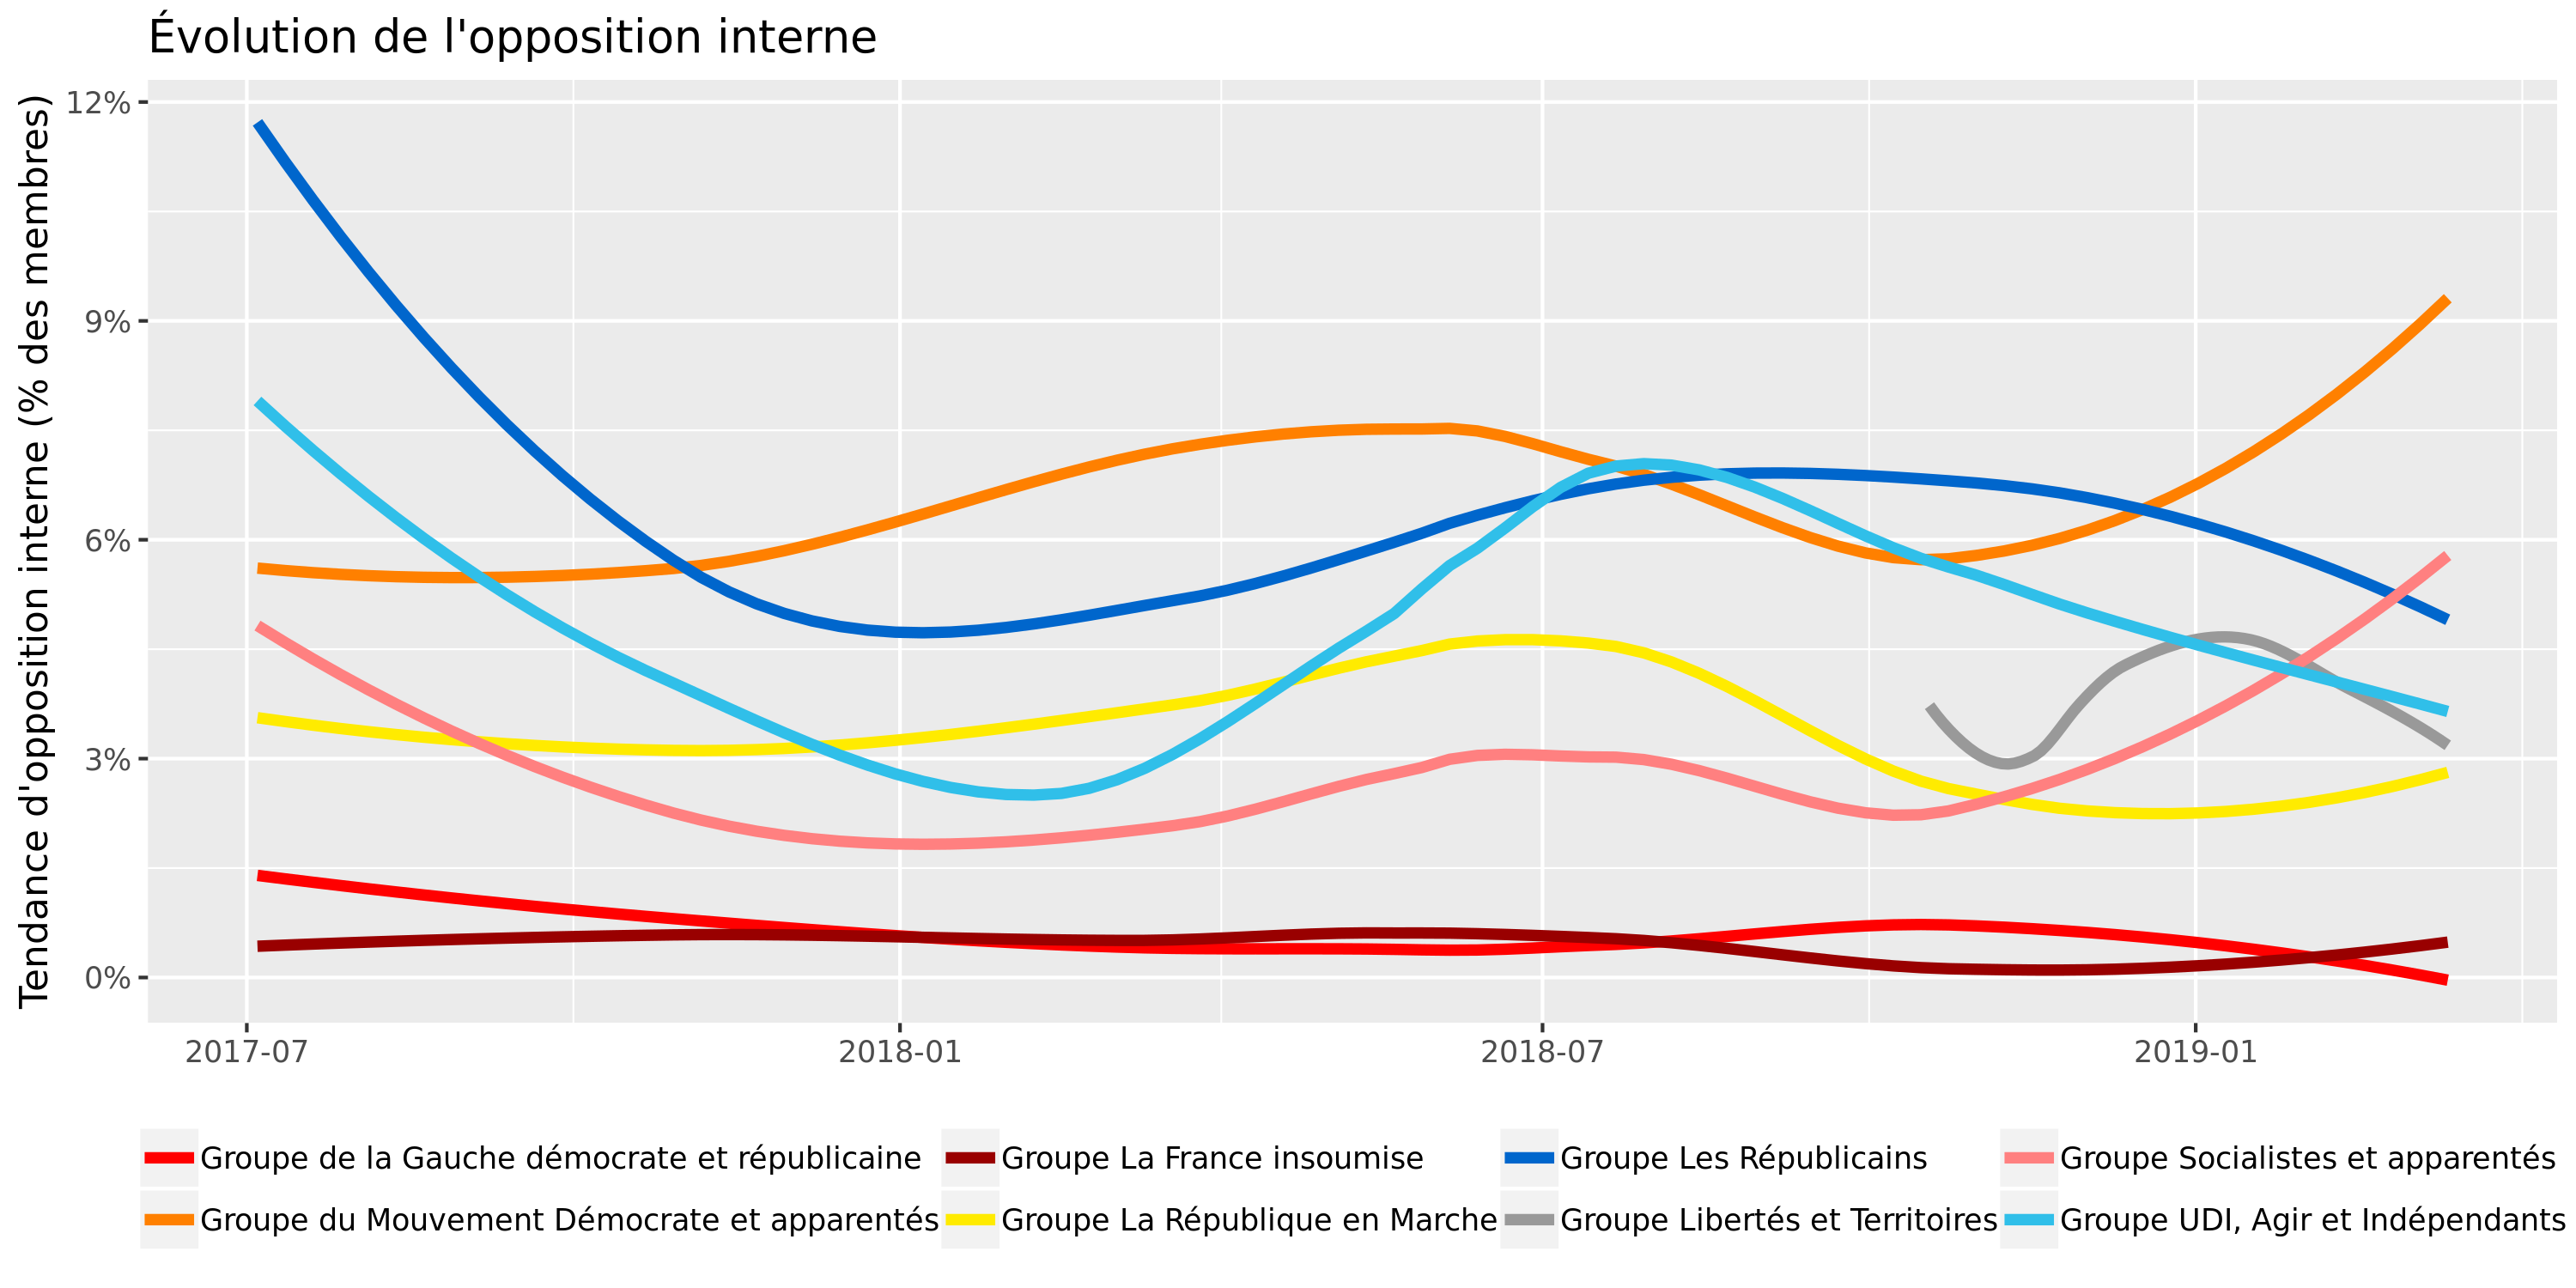 Évolution de l'opposition interne
Tendance d'opposition interne (% des membres)
12%
9%
6%
3%
0%
2017-07 2018-01 2018-07 2019-01
Groupe de la Gauche démocrate et républicaine Groupe La France insoumise Groupe Les Républicains Groupe Socialistes et apparentés
Groupe du Mouvement Démocrate et apparentés Groupe La République en Marche Groupe Libertés et Territoires Groupe UDI, Agir et Indépendants